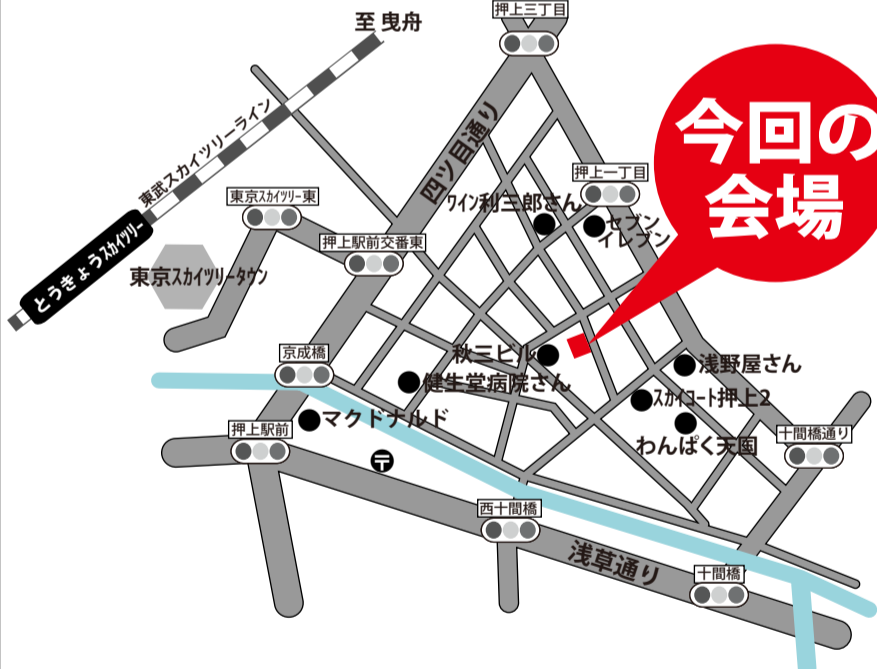 押上三丁目
至 曳舟
東武スカイツリーライン
四ツ目通り
今回の
会場
押上一丁目
東京スカイツリー東
ワイン利三郎さん
セブン
イレブン
押上駅前交番東
とうきょうスカイツリー
東京スカイツリータウン
京成橋
秋三ビル
健生堂病院さん
浅野屋さん
スカイコート押上2
マクドナルド
押上駅前
わんぱく天国
十間橋通り
〒
西十間橋
浅草通り
十間橋